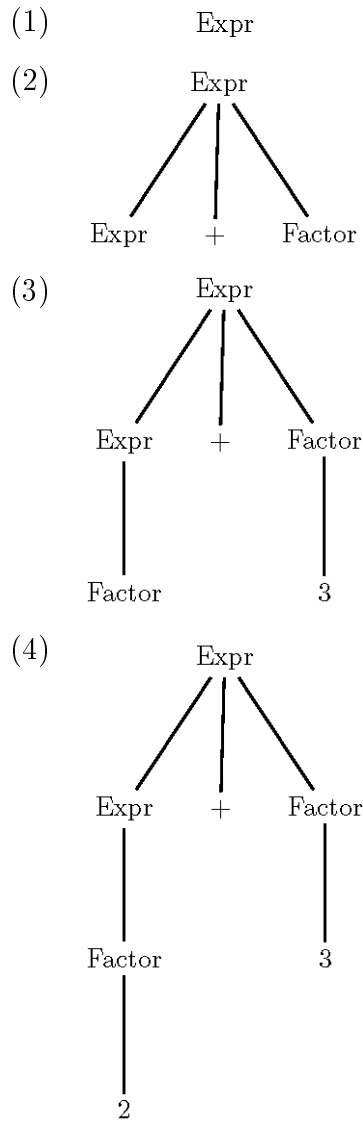 (1) Expr
(2) Expr
Expr + Factor
(3) Expr
Expr + Factor
Factor 3
(4) Expr
Expr + Factor
Factor 3
2